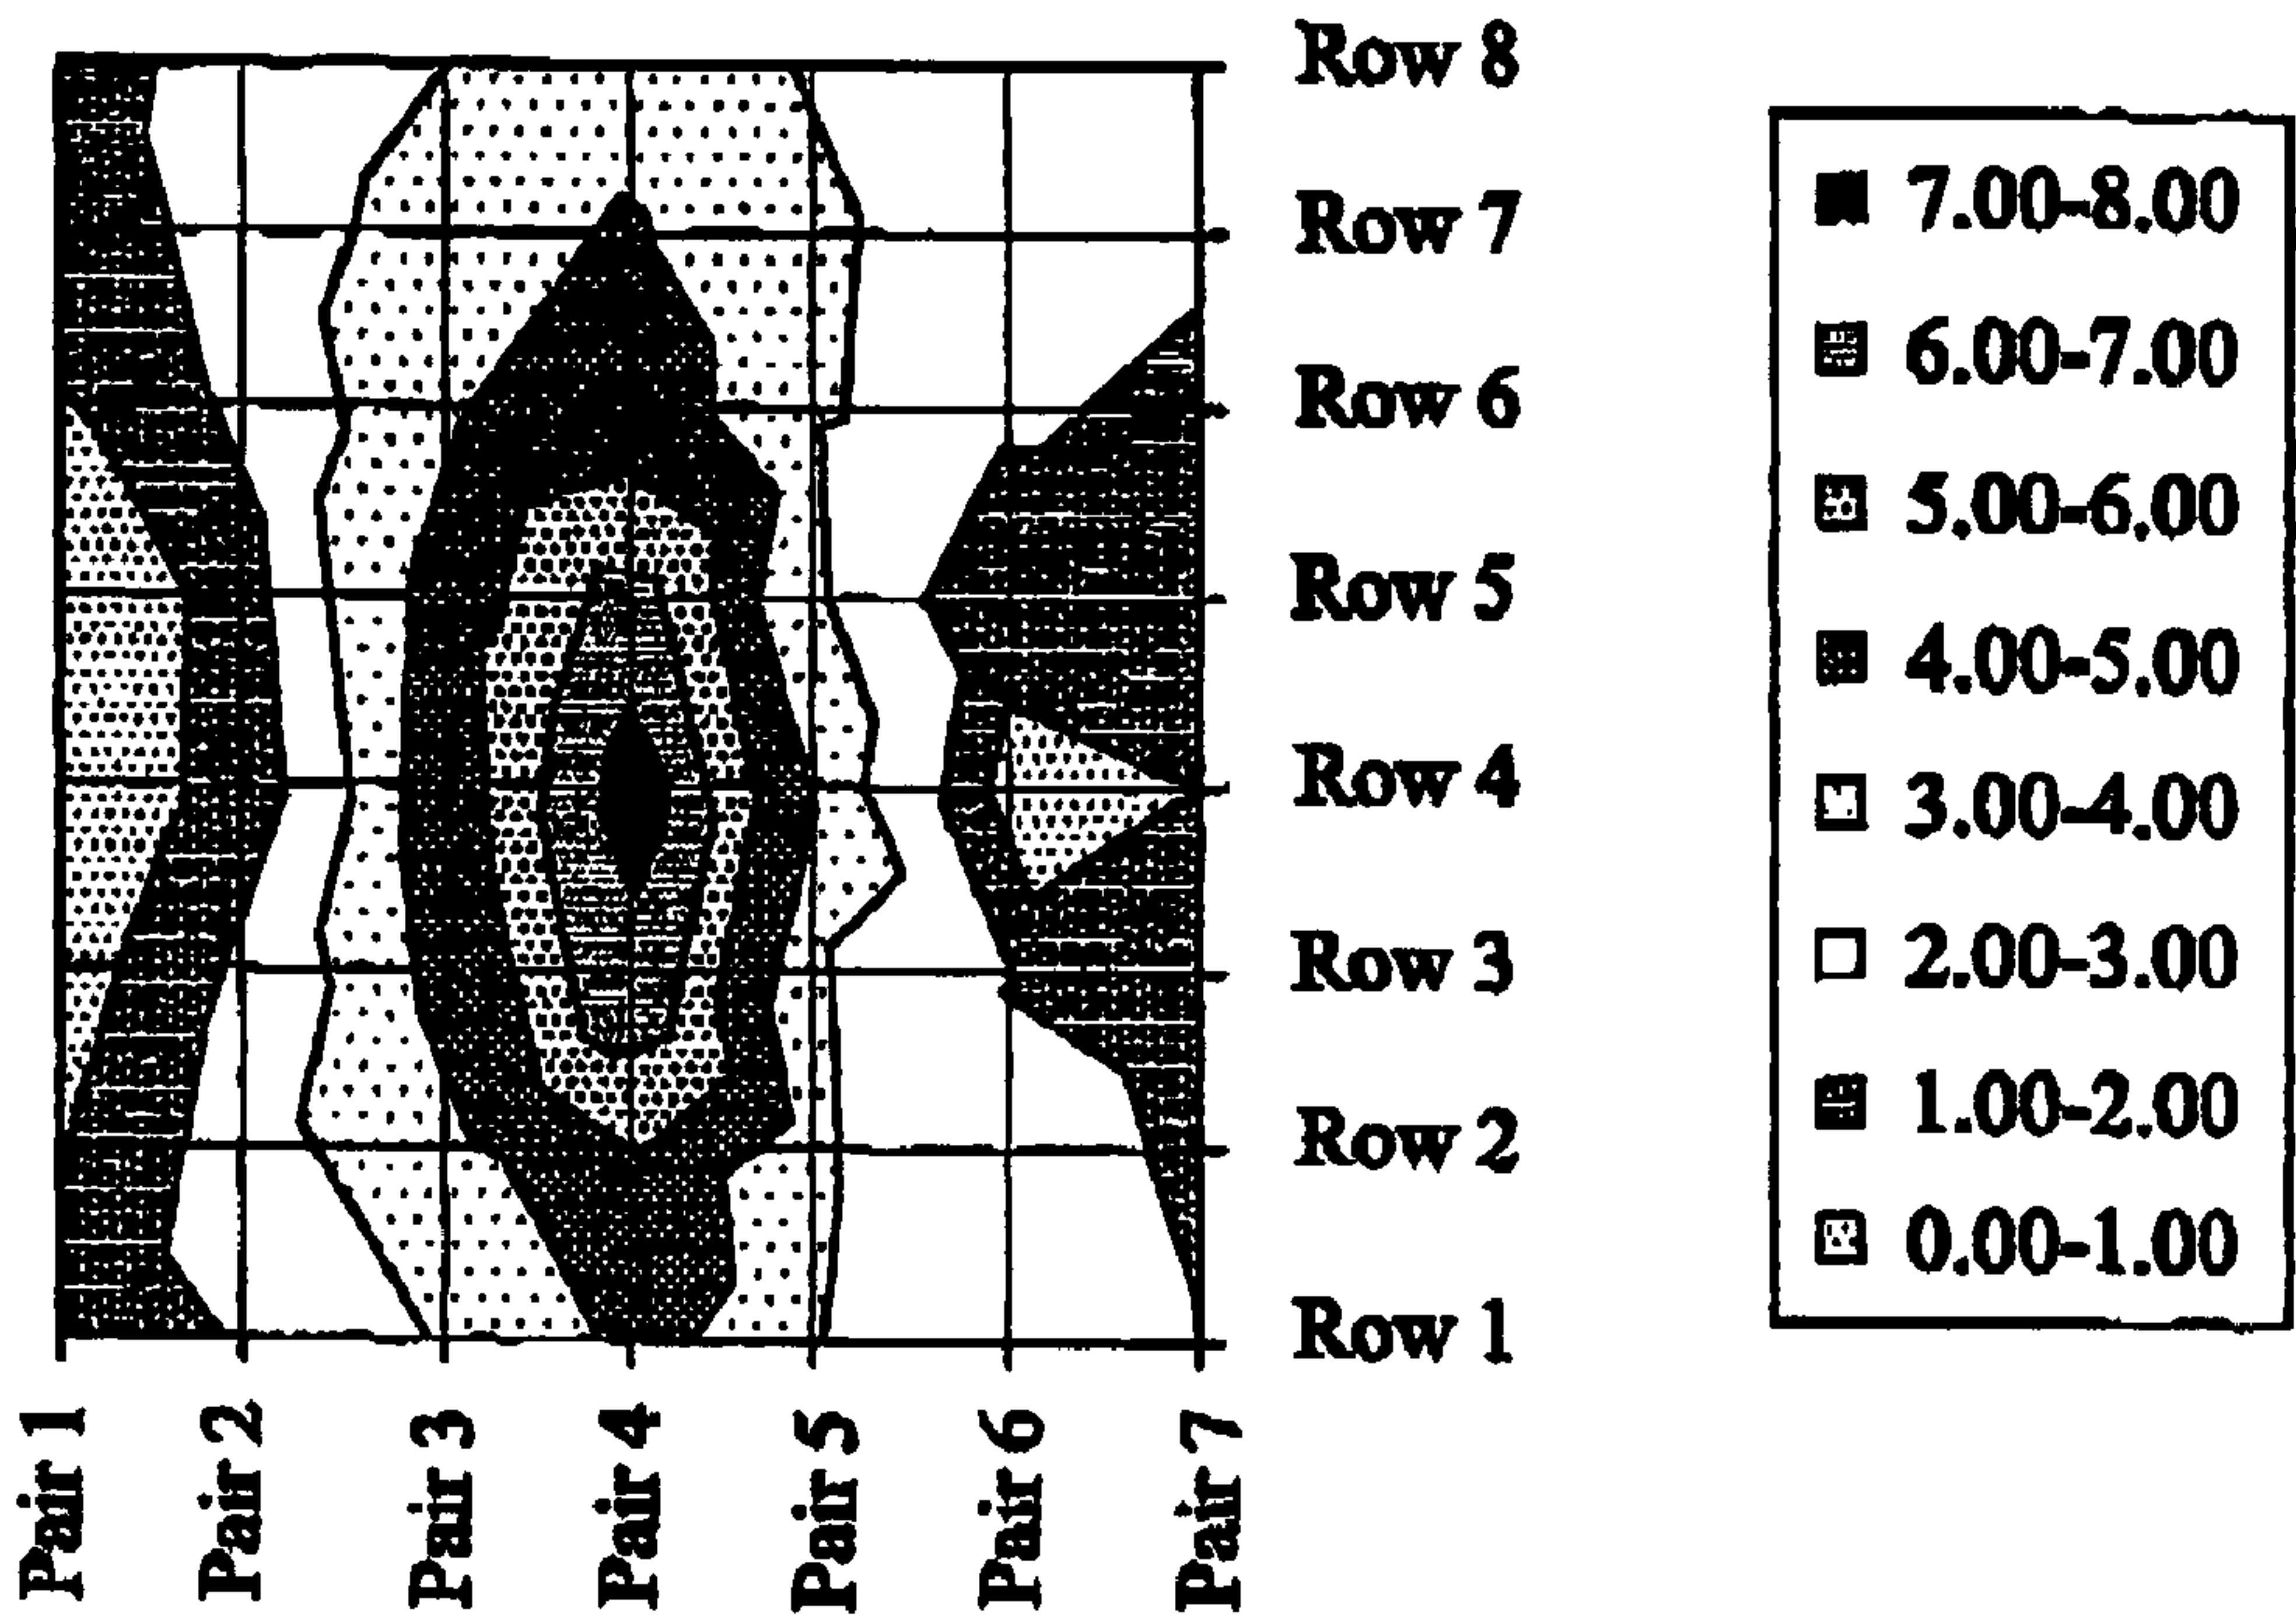 Row 8
Row 7
Row 6
Row 5
Row 4
Row 3
Row 2
Row 1
Pair 1
Pair 2
Pair 3
Pair 4
Pair 5
Pair 6
Pair 7
7.00-8.00
6.00-7.00
5.00-6.00
4.00-5.00
3.00-4.00
2.00-3.00
1.00-2.00
0.00-1.00